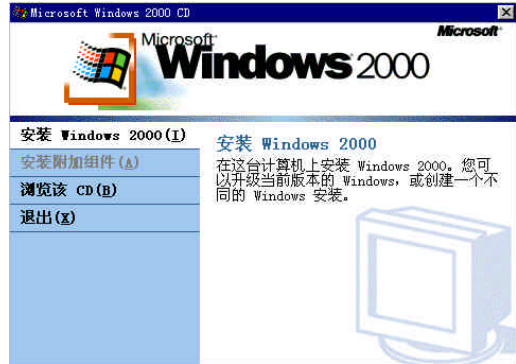 Microsoft Windows 2000 CD
Microsoft
Microsoft
Windows 2000
安装 Windows 2000(I)
安装附加组件(A)
浏览该 CD(B)
退出(X)
安装 Windows 2000
在这台计算机上安装 Windows 2000。您可
以升级当前版本的 Windows，或创建一个不
同的 Windows 安装。